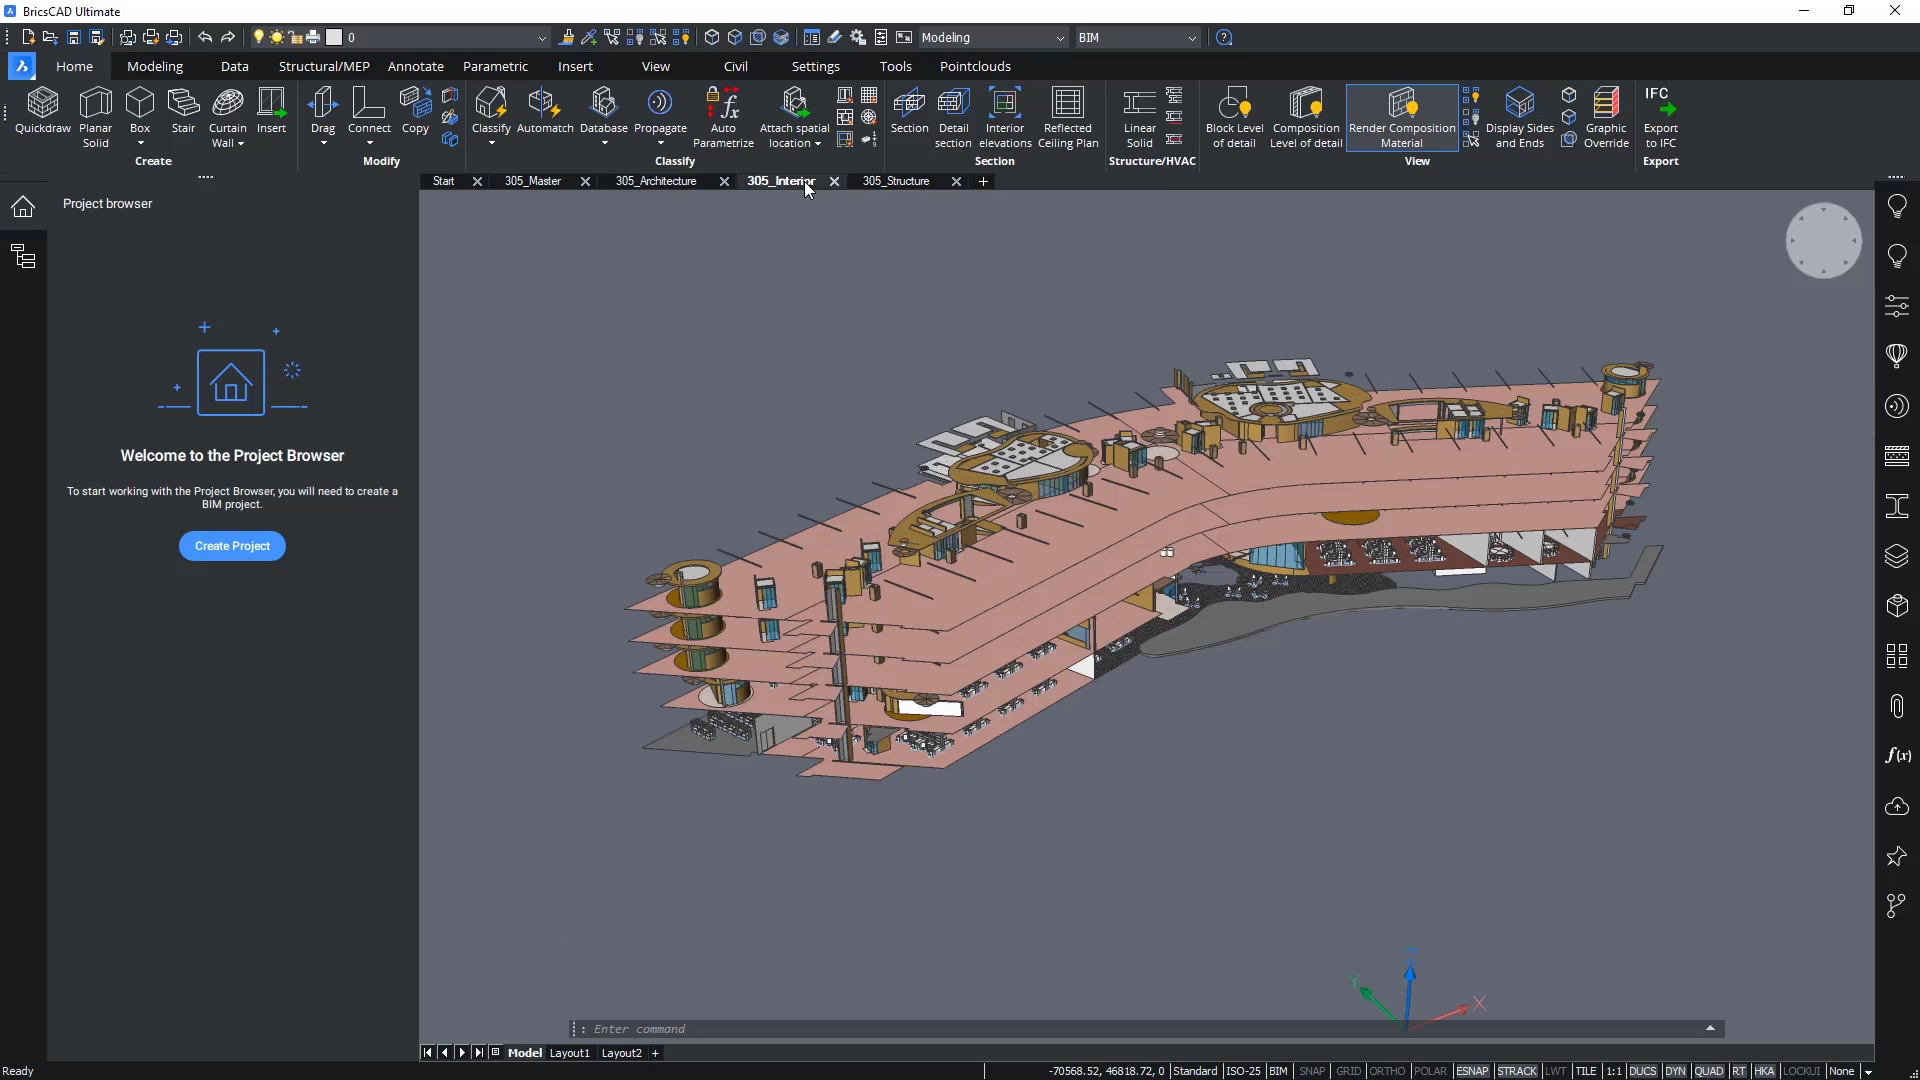 BricsCAD Ultimate
0
Modeling
BIM
Home Modeling Data Structural/MEP Annotate Parametric Insert View Civil Settings Tools Pointclouds
Quickdraw
Planar
Solid
Box
Stair
Curtain
Wall
Insert
Create
Drag
Connect
Copy
Modify
Classify
Automatch
Database
Propagate
Auto
Parametrize
Attach spatial
location
Classify
Section
Detail
section
Interior
elevations
Reflected
Ceiling Plan
Section
Linear
Solid
Structure/HVAC
Block Level
of detail
Composition
Level of detail
Render Composition
Material
Display Sides
and Ends
Graphic
Override
View
IFC
Export
to IFC
Export
Start 305_Master 305_Architecture 305_Interior 305_Structure
Project browser
Welcome to the Project Browser
To start working with the Project Browser, you will need to create a
BIM project.
Create Project
f(x)
Z
Y
X
: Enter command
Model Layout1 Layout2 +
Ready
-70568.52, 46818.72, 0 Standard ISO-25 BIM SNAP GRID ORTHO POLAR ESNAP STRACK LWT TILE 1:1 DUCS DYN QUAD RT HKA LOCKUI None